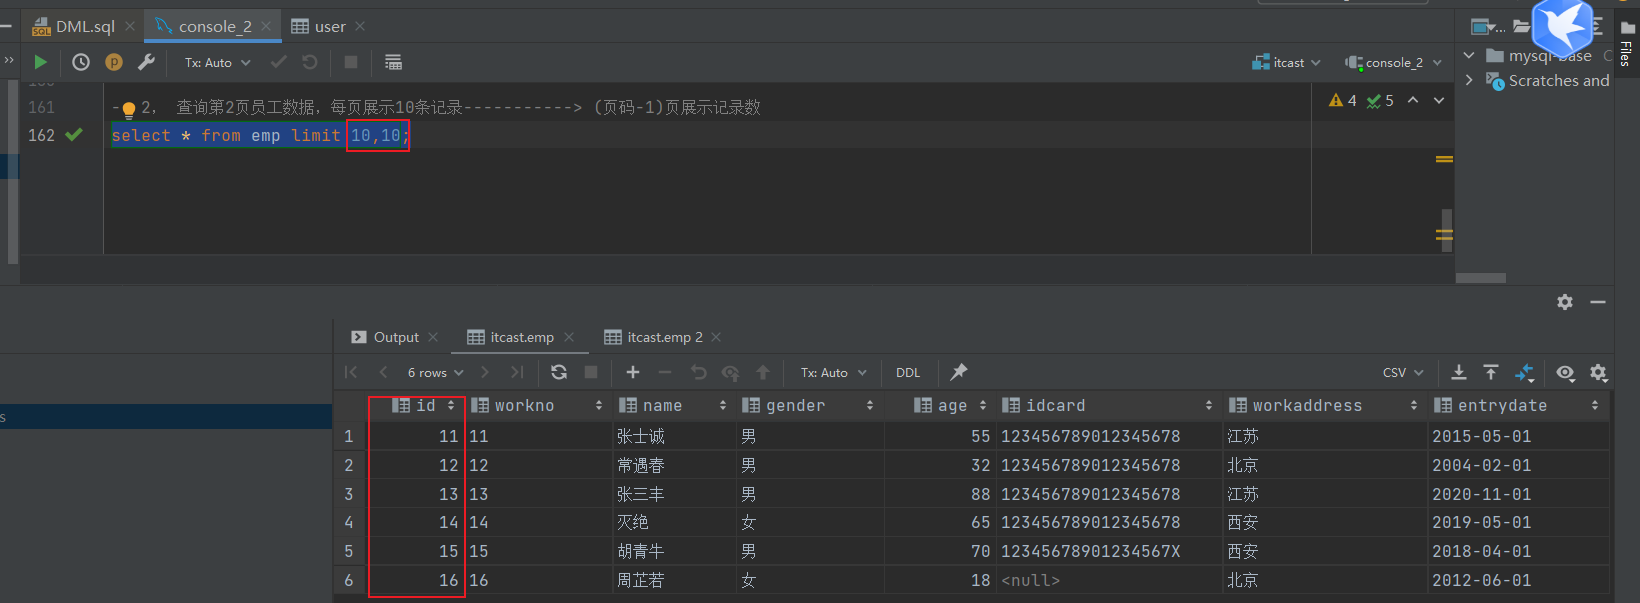 DML.sql console_2 user
Tx: Auto itcast console_2
mysql-base
Scratches and
Files
161 -- 2， 查询第2页员工数据，每页展示10条记录-----------> (页码-1)页展示记录数
4 5
162 select * from emp limit 10,10;
Output itcast.emp itcast.emp 2
6 rows Tx: Auto DDL CSV
id workno name gender age idcard workaddress entrydate
1 11 11 张士诚 男 55 123456789012345678 江苏 2015-05-01
2 12 12 常遇春 男 32 123456789012345678 北京 2004-02-01
3 13 13 张三丰 男 88 123456789012345678 江苏 2020-11-01
4 14 14 灭绝 女 65 123456789012345678 西安 2019-05-01
5 15 15 胡青牛 男 70 12345678901234567X 西安 2018-04-01
6 16 16 周芷若 女 18 <null> 北京 2012-06-01